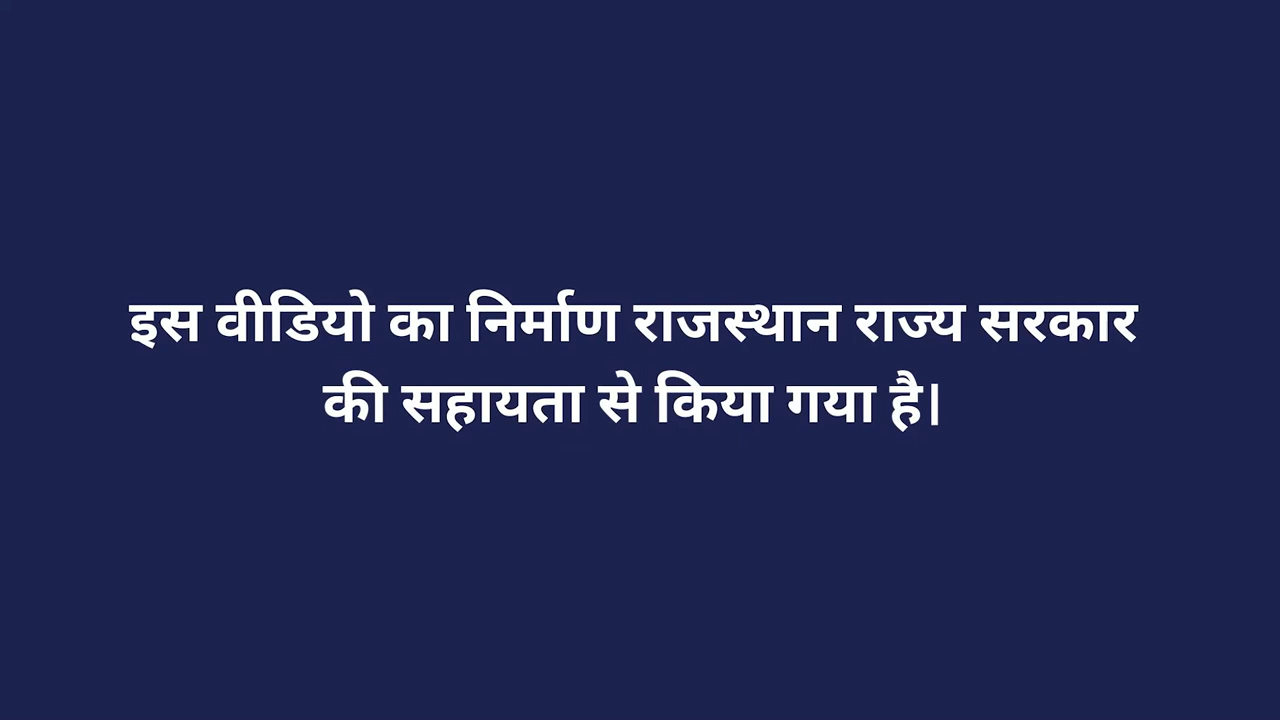 इस वीडियो का निर्माण राजस्थान राज्य सरकार
की सहायता से किया गया है।